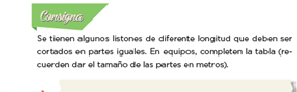 Consigna
Se tienen algunos listones de diferente longitud que deben ser
cortados en partes iguales. En equipos, completen la tabla (re-
cuerden dar el tamaño de las partes en metros).